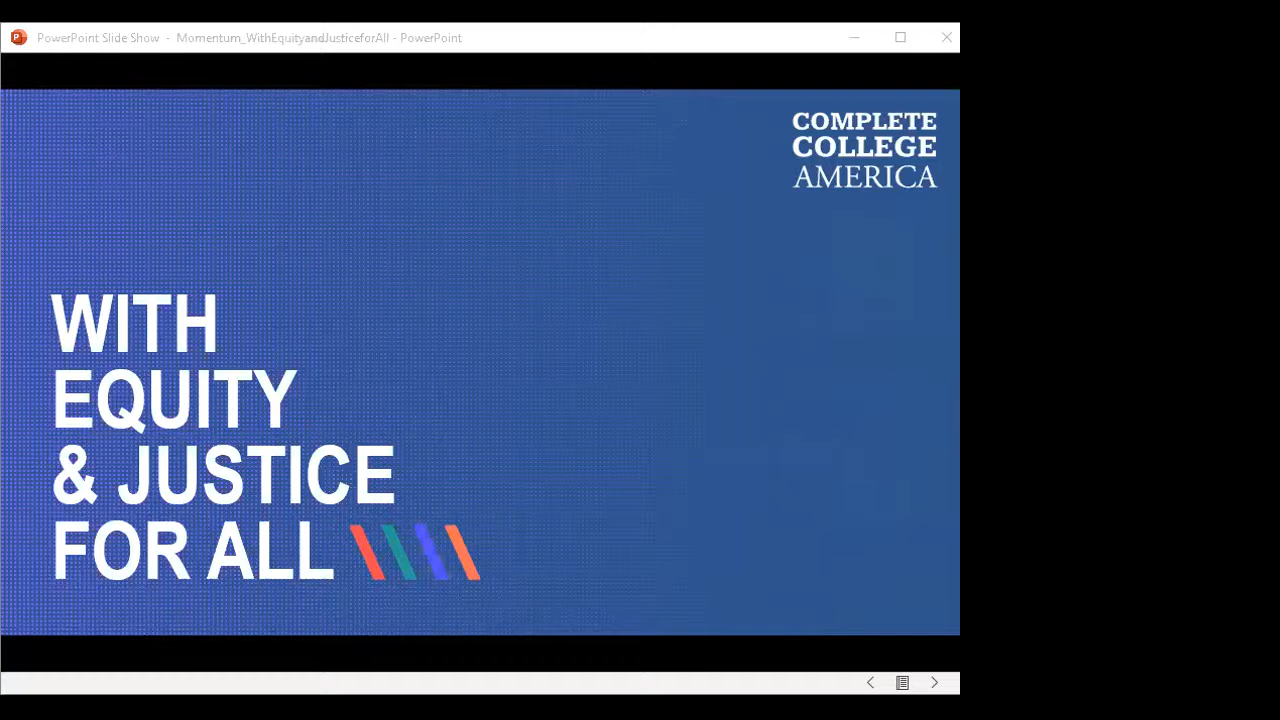 PowerPoint Slide Show - Momentum_WithEquityandJusticeforAll - PowerPoint
COMPLETE
COLLEGE
AMERICA
WITH
EQUITY
& JUSTICE
FOR ALL